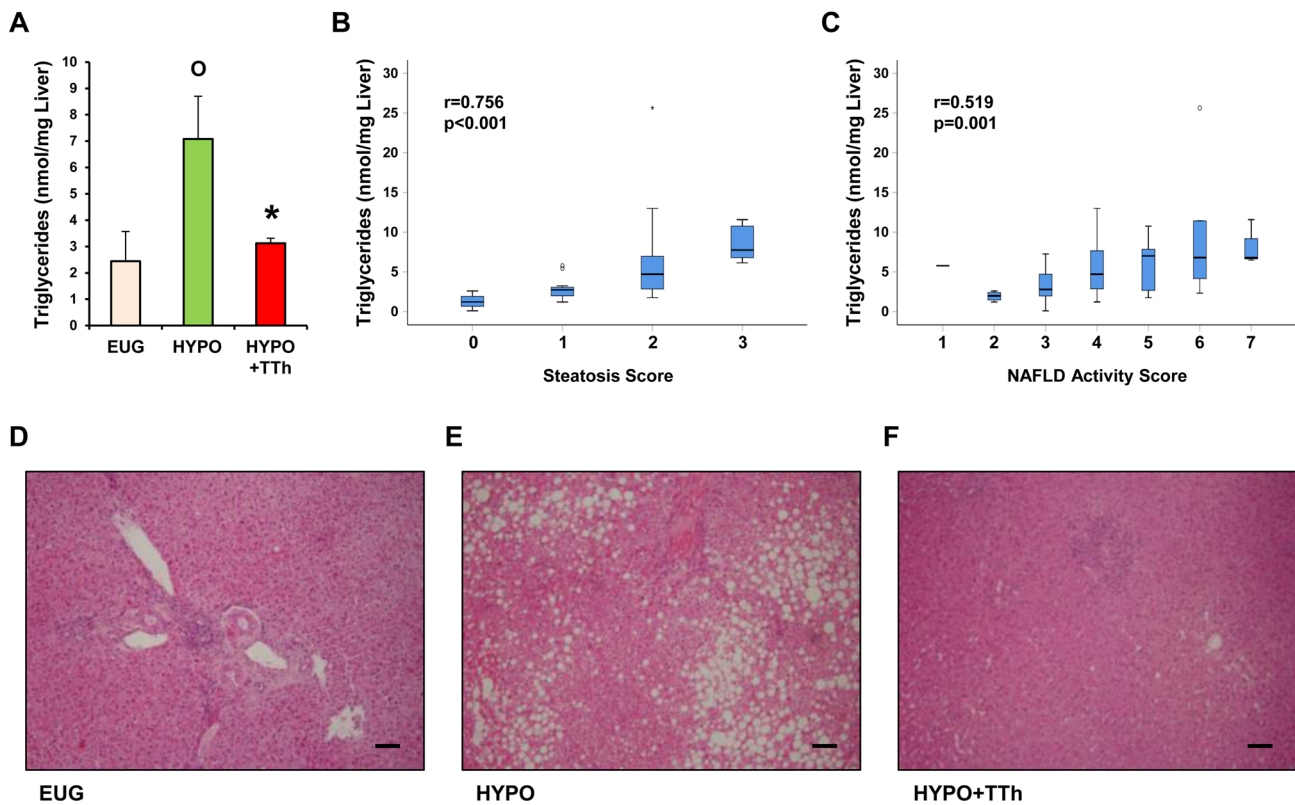 A
Triglycerides (nmol/mg Liver)
10
9
8
7
6
5
4
3
2
1
0
O
*
EUG HYPO HYPO
+TTh
B
Triglycerides (nmol/mg Liver)
30
25
20
15
10
5
0
r=0.756
p<0.001
0 1 2 3
Steatosis Score
C
Triglycerides (nmol/mg Liver)
30
25
20
15
10
5
0
r=0.519
p=0.001
1 2 3 4 5 6 7
NAFLD Activity Score
D
EUG
E
HYPO
F
HYPO+TTh